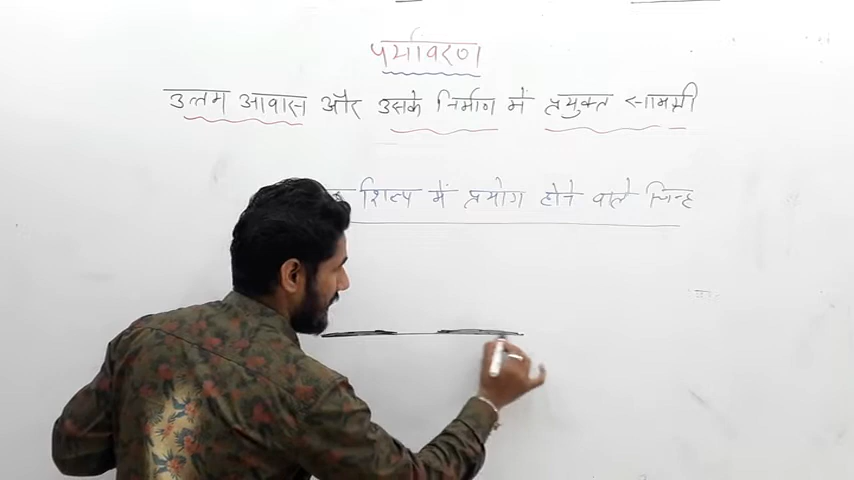 पर्यावरण
उत्तम आवास और उसके निर्माण में प्रयुक्त सामग्री
शिल्प में प्रयोग होने वाले चिन्ह